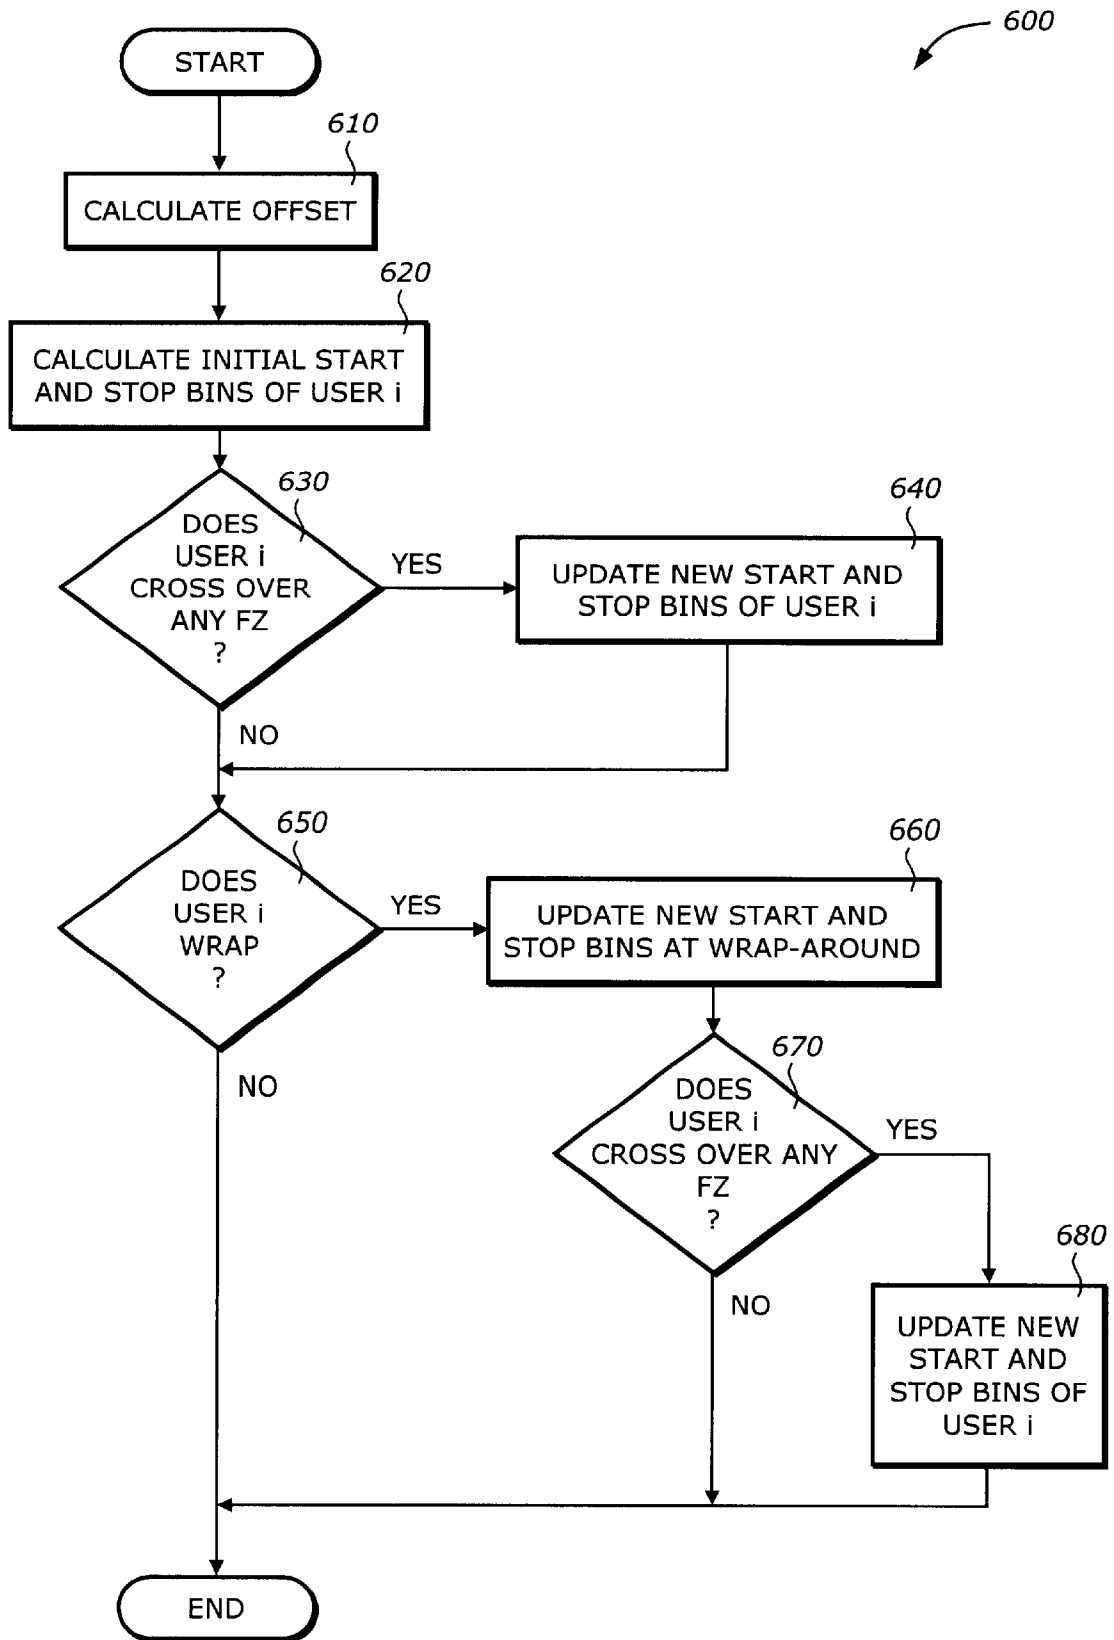 600
START
610
CALCULATE OFFSET
620
CALCULATE INITIAL START
AND STOP BINS OF USER i
630
DOES
USER i
CROSS OVER
ANY FZ
?
YES
640
UPDATE NEW START AND
STOP BINS OF USER i
NO
650
DOES
USER i
WRAP
?
YES
660
UPDATE NEW START AND
STOP BINS AT WRAP-AROUND
NO
670
DOES
USER i
CROSS OVER ANY
FZ
?
YES
NO
680
UPDATE NEW
START AND
STOP BINS OF
USER i
END